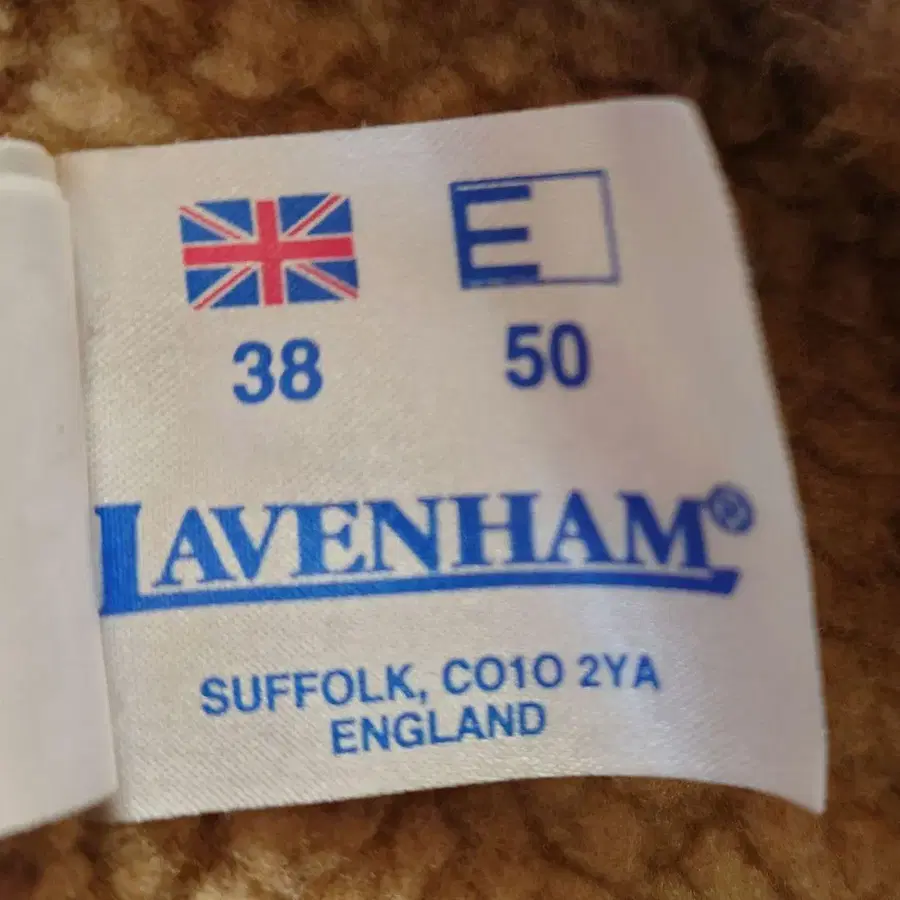 E
38 50
LAVENHAM®
SUFFOLK, CO1O 2YA
ENGLAND